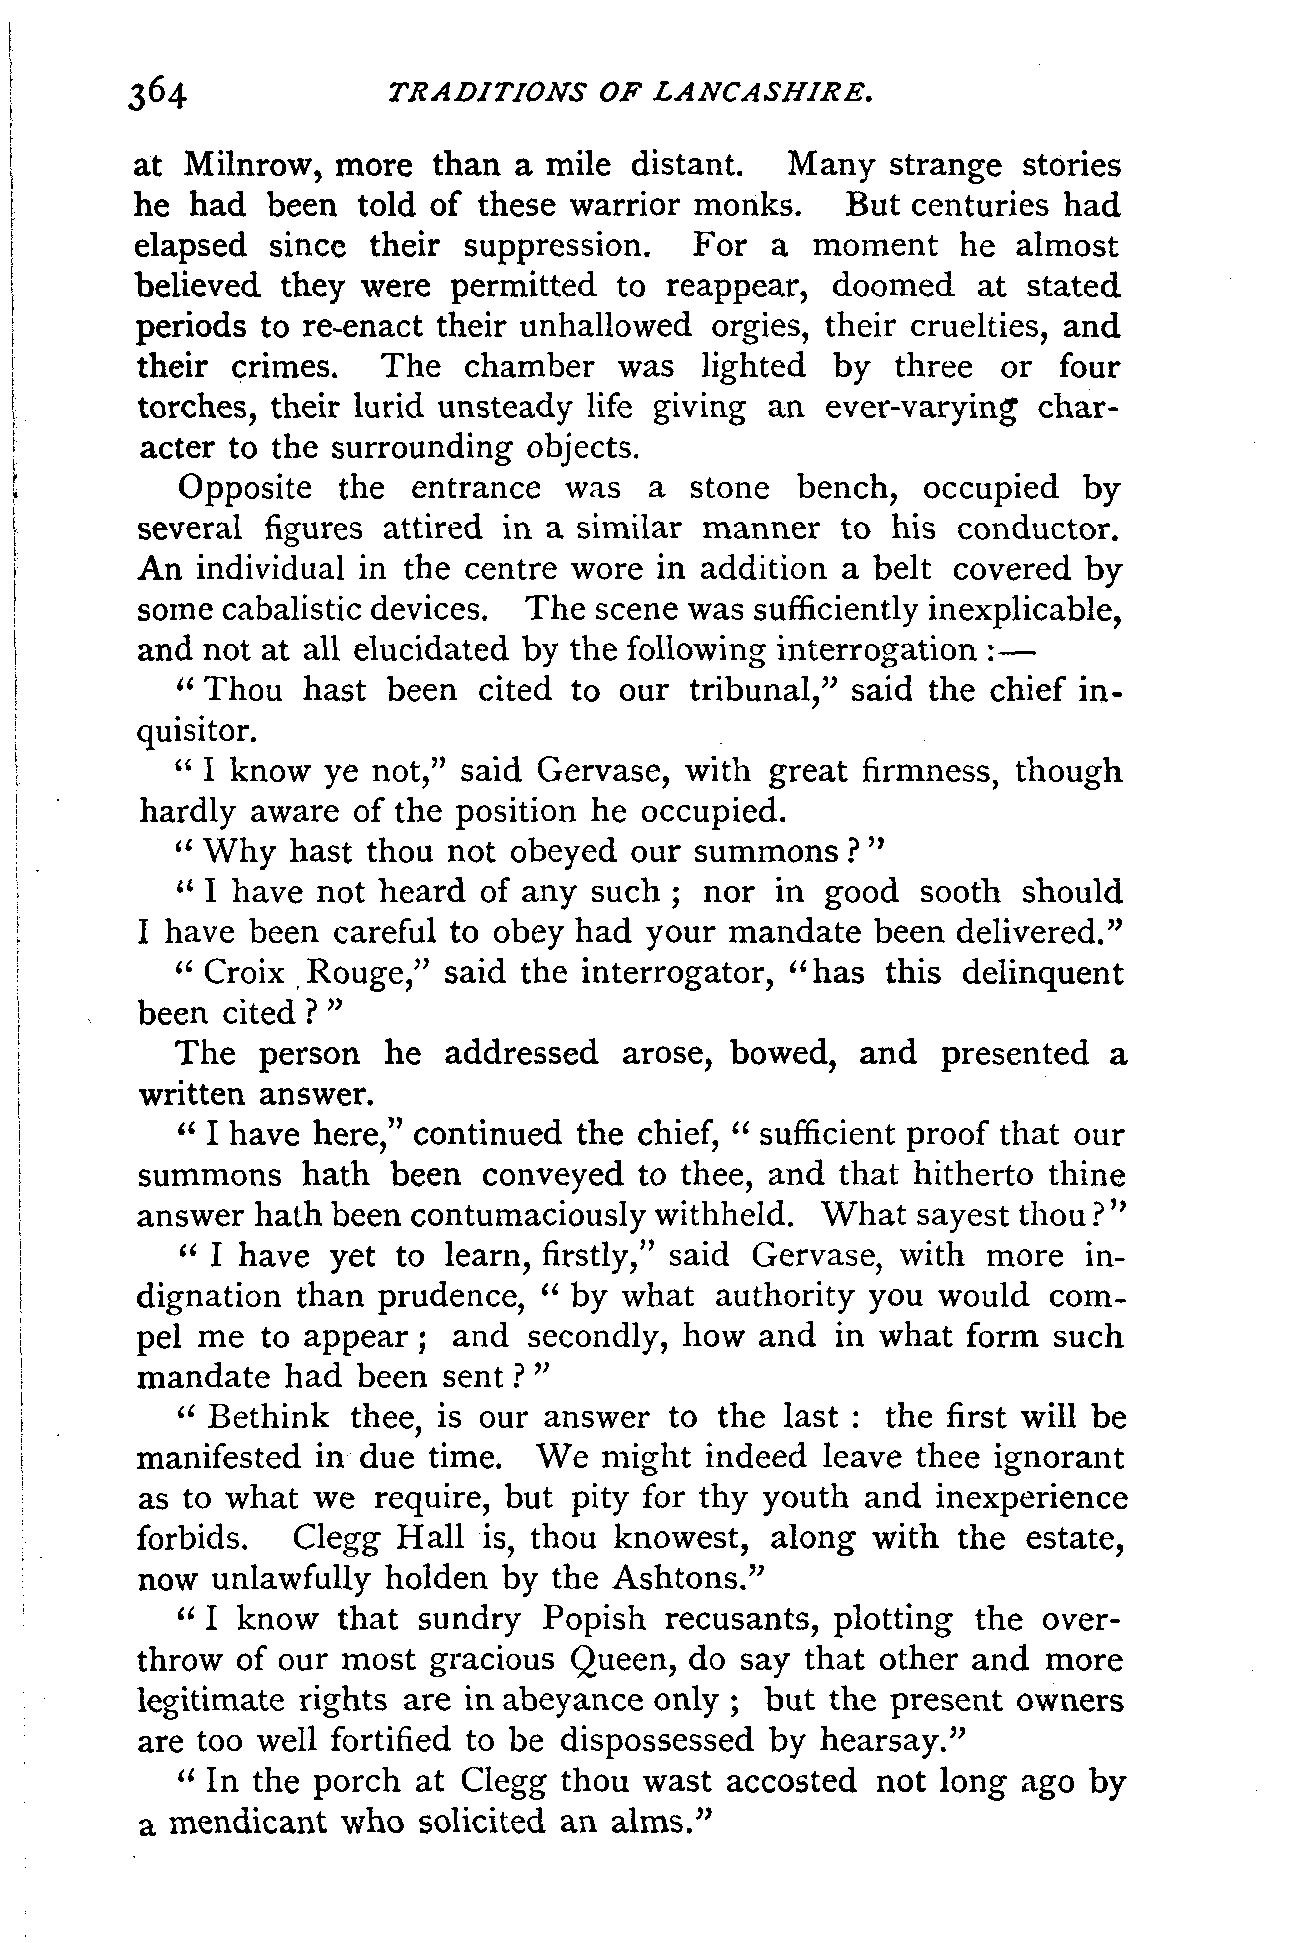 364 TRADITIONS OF LANCASHIRE.
at Milnrow, more than a mile distant. Many strange stories
he had been told of these warrior monks. But centuries had
elapsed since their suppression. For a moment he almost
believed they were permitted to reappear, doomed at stated
periods to re-enact their unhallowed orgies, their cruelties, and
their crimes. The chamber was lighted by three or four
torches, their lurid unsteady life giving an ever-varying char-
acter to the surrounding objects.
Opposite the entrance was a stone bench, occupied by
several figures attired in a similar manner to his conductor.
An individual in the centre wore in addition a belt covered by
some cabalistic devices. The scene was sufficiently inexplicable,
and not at all elucidated by the following interrogation :—
“ Thou hast been cited to our tribunal,” said the chief in-
quisitor.
“ I know ye not,” said Gervase, with great firmness, though
hardly aware of the position he occupied.
“ Why hast thou not obeyed our summons ? ”
“ I have not heard of any such ; nor in good sooth should
I have been careful to obey had your mandate been delivered.”
“ Croix Rouge,” said the interrogator, “has this delinquent
been cited ? ”
The person he addressed arose, bowed, and presented a
written answer.
“ I have here,” continued the chief, “ sufficient proof that our
summons hath been conveyed to thee, and that hitherto thine
answer hath been contumaciously withheld. What sayest thou ? ”
“ I have yet to learn, firstly,” said Gervase, with more in-
dignation than prudence, “ by what authority you would com-
pel me to appear ; and secondly, how and in what form such
mandate had been sent ? ”
“ Bethink thee, is our answer to the last : the first will be
manifested in due time. We might indeed leave thee ignorant
as to what we require, but pity for thy youth and inexperience
forbids. Clegg Hall is, thou knowest, along with the estate,
now unlawfully holden by the Ashtons.”
“ I know that sundry Popish recusants, plotting the over-
throw of our most gracious Queen, do say that other and more
legitimate rights are in abeyance only ; but the present owners
are too well fortified to be dispossessed by hearsay.”
“ In the porch at Clegg thou wast accosted not long ago by
a mendicant who solicited an alms.”